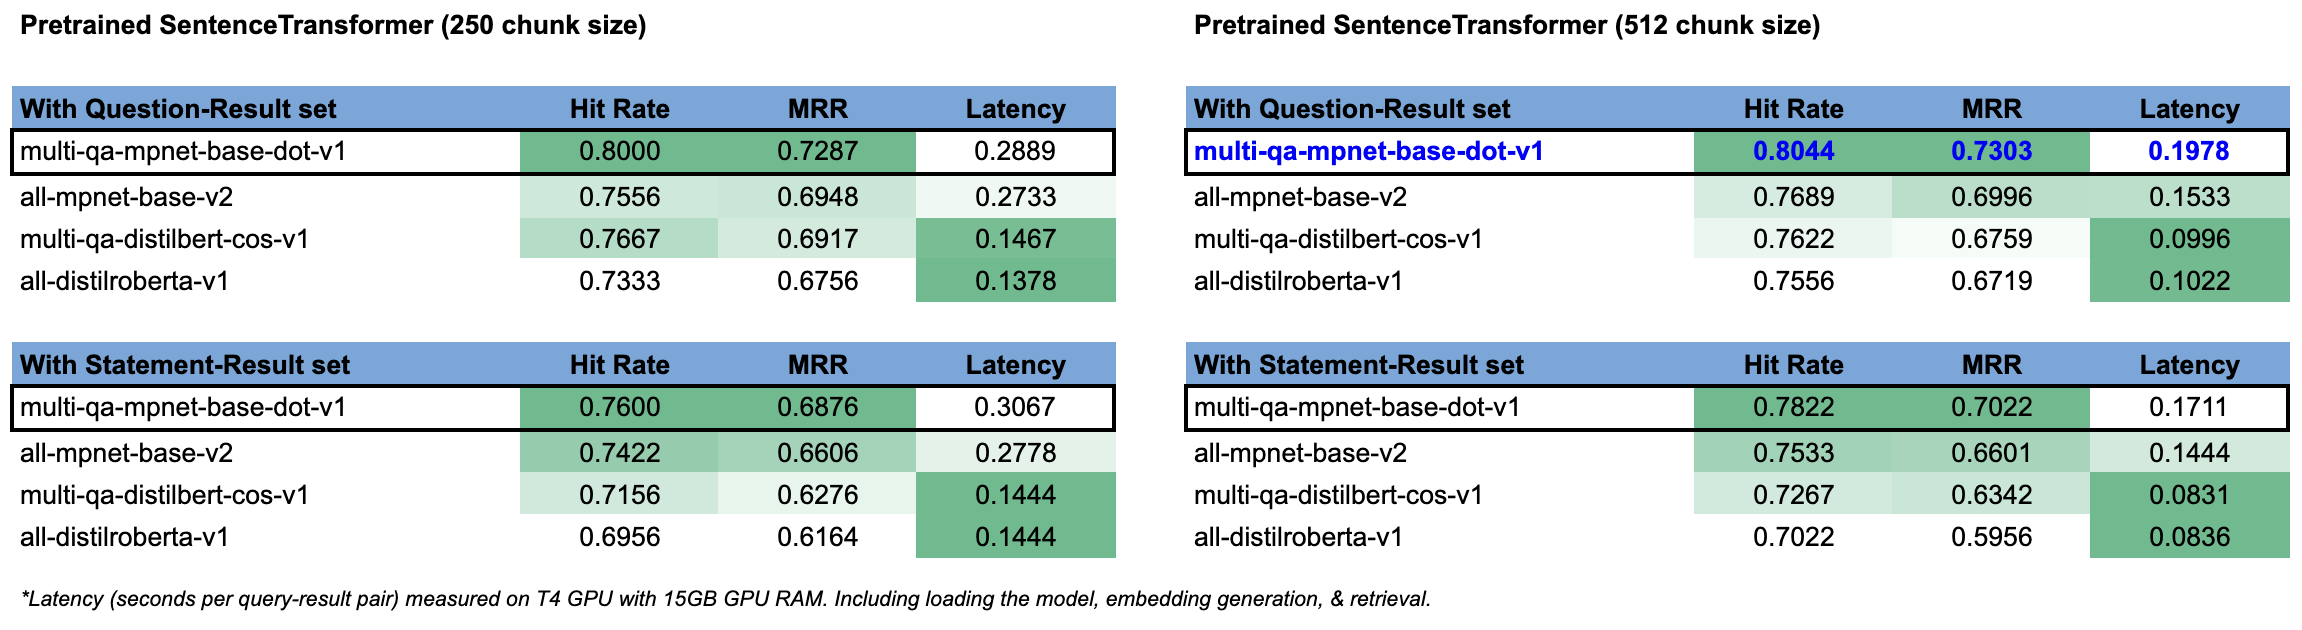 Pretrained SentenceTransformer (250 chunk size)
With Question-Result set Hit Rate MRR Latency
multi-qa-mpnet-base-dot-v1 0.8000 0.7287 0.2889
all-mpnet-base-v2 0.7556 0.6948 0.2733
multi-qa-distilbert-cos-v1 0.7667 0.6917 0.1467
all-distilroberta-v1 0.7333 0.6756 0.1378
With Statement-Result set Hit Rate MRR Latency
multi-qa-mpnet-base-dot-v1 0.7600 0.6876 0.3067
all-mpnet-base-v2 0.7422 0.6606 0.2778
multi-qa-distilbert-cos-v1 0.7156 0.6276 0.1444
all-distilroberta-v1 0.6956 0.6164 0.1444
Pretrained SentenceTransformer (512 chunk size)
With Question-Result set Hit Rate MRR Latency
multi-qa-mpnet-base-dot-v1 0.8044 0.7303 0.1978
all-mpnet-base-v2 0.7689 0.6996 0.1533
multi-qa-distilbert-cos-v1 0.7622 0.6759 0.0996
all-distilroberta-v1 0.7556 0.6719 0.1022
With Statement-Result set Hit Rate MRR Latency
multi-qa-mpnet-base-dot-v1 0.7822 0.7022 0.1711
all-mpnet-base-v2 0.7533 0.6601 0.1444
multi-qa-distilbert-cos-v1 0.7267 0.6342 0.0831
all-distilroberta-v1 0.7022 0.5956 0.0836
*Latency (seconds per query-result pair) measured on T4 GPU with 15GB GPU RAM. Including loading the model, embedding generation, & retrieval.